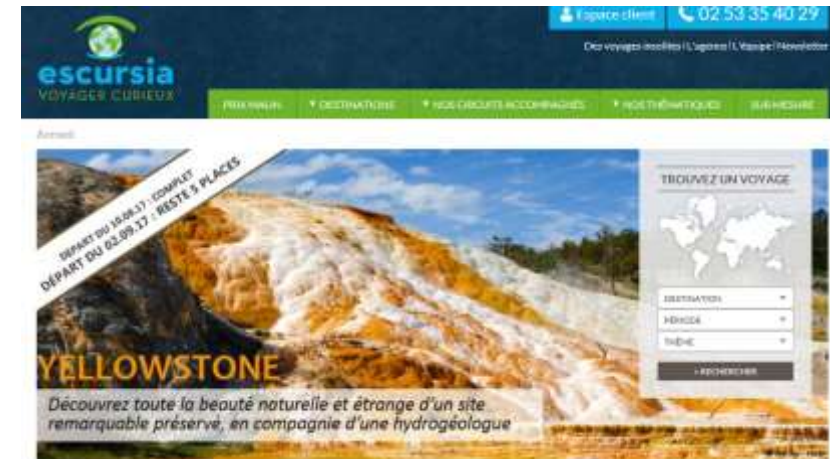 Espace client
02 53 35 40 29
Des voyages insolites | L'agence | L'équipe | Newsletter
escursia
VOYAGER CURIEUX
PRIX MALIN
DESTINATIONS
NOS CIRCUITS ACCOMPAGNÉS
NOS THÉMATIQUES
SUR MESURE
Accueil
DÉPART DU 10.08.17 : COMPLET
DÉPART DU 02.09.17 : RESTE 5 PLACES
TROUVEZ UN VOYAGE
DESTINATION
PÉRIODE
THÈME
> RECHERCHER
YELLOWSTONE
Découvrez toute la beauté naturelle et étrange d'un site
remarquable préservé, en compagnie d'une hydrogéologue